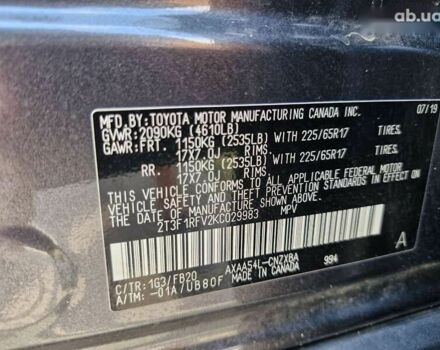 ab.ua
MFD.BY:TOYOTA MOTOR MANUFACTURING CANADA INC. 07/19
GVWR:2090KG (4610LB)
GAWR:FRT. 1150KG (2535LB) WITH 225/65R17 TIRES,
17X7.0J RIMS,
RR. 1150KG (2535LB) WITH 225/65R17 TIRES,
17X7.0J RIMS,
THIS VEHICLE CONFORMS TO ALL APPLICABLE FEDERAL MOTOR
VEHICLE SAFETY AND THEFT PREVENTION STANDARDS IN EFFECT
ON THE DATE OF MANUFACTURE SHOWN ABOVE.
2T3F1RFV2KC029983 MPV
A
C/TR:1G3/FB20 AXAA54L-CNZXBA 994
A/TM:-01A/UB80F MADE IN CANADA